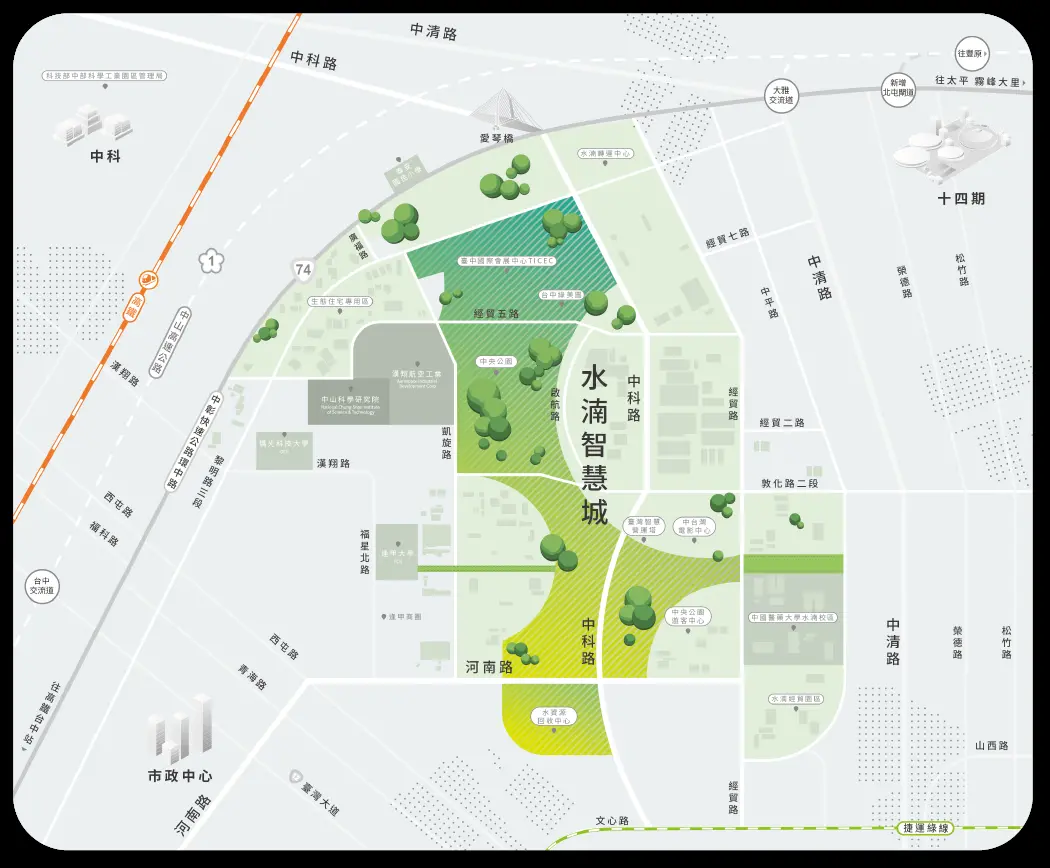 中清路
中科路
往豐原
科技部中部科學工業園區管理局
大雅
交流道
新增
北屯閘道
往太平 霧峰大里
愛琴橋
中科
水湳轉運中心
十四期
廣福路
經貿七路
臺中國際會展中心TICEC
74
1
中清路
松竹路
榮德路
高鐵
生態住宅專用區
台中綠美圖
中平路
經貿五路
中山高速公路
漢翔路
中央公園
漢翔航空工業
水湳智慧城
中科路
啟航路
經貿路
中山科學研究院
中彰快速公路環中路
經貿二路
凱旋路
僑光科技大學
漢翔路
黎明路三段
敦化路二段
西屯路
福科路
臺灣智慧
營運塔
中台灣
電影中心
福星北路
逢甲大學
台中
交流道
逢甲商圈
中央公園
遊客中心
中國醫藥大學水湳校區
中科路
中清路
榮德路
松竹路
西屯路
河南路
青海路
往高鐵台中站
水湳經貿園區
水資源
回收中心
山西路
市政中心
臺灣大道
經貿路
河南路
文心路
捷運綠線